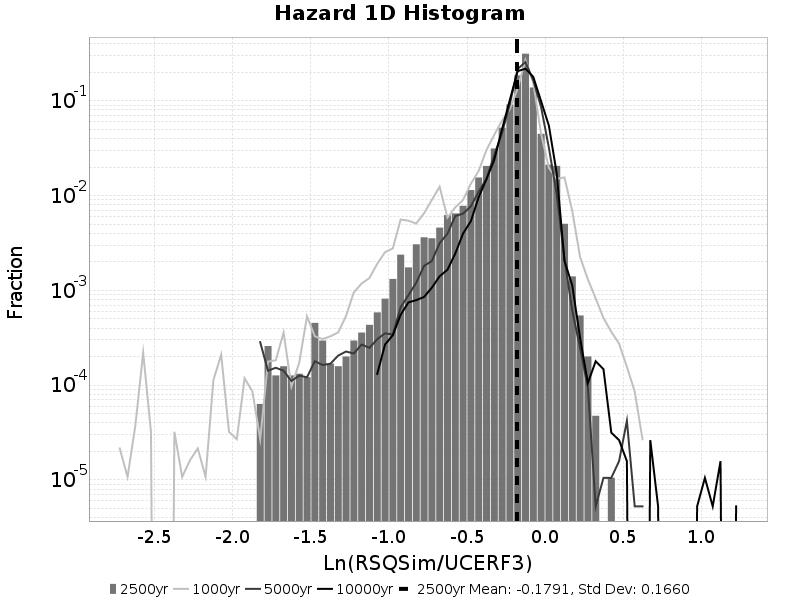 Hazard 1D Histogram
10-1
10-2
10-3
10-4
10-5
Fraction
-2.5 -2.0 -1.5 -1.0 -0.5 0.0 0.5 1.0
Ln(RSQSim/UCERF3)
2500yr 1000yr 5000yr 10000yr 2500yr Mean: -0.1791, Std Dev: 0.1660